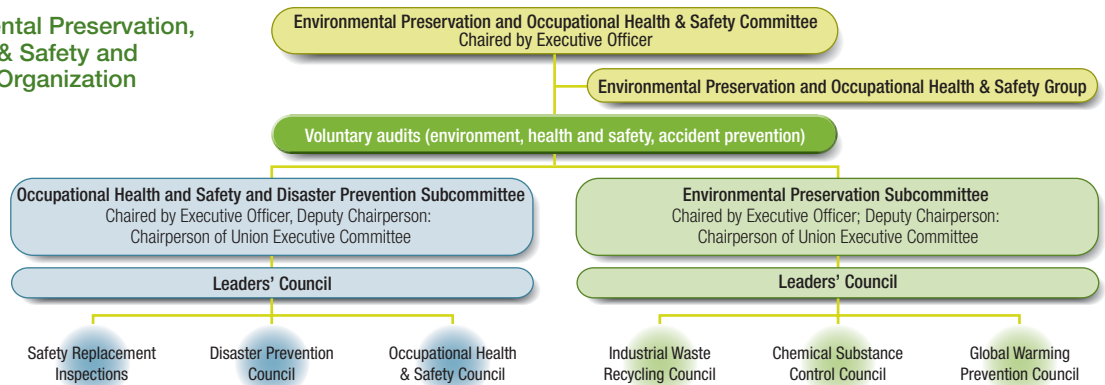 ental Preservation,
& Safety and
Organization
Environmental Preservation and Occupational Health & Safety Committee
Chaired by Executive Officer
Environmental Preservation and Occupational Health & Safety Group
Voluntary audits (environment, health and safety, accident prevention)
Occupational Health and Safety and Disaster Prevention Subcommittee
Chaired by Executive Officer, Deputy Chairperson:
Chairperson of Union Executive Committee
Environmental Preservation Subcommittee
Chaired by Executive Officer; Deputy Chairperson:
Chairperson of Union Executive Committee
Leaders’ Council
Leaders’ Council
Safety Replacement
Inspections
Disaster Prevention
Council
Occupational Health
& Safety Council
Industrial Waste
Recycling Council
Chemical Substance
Control Council
Global Warming
Prevention Council